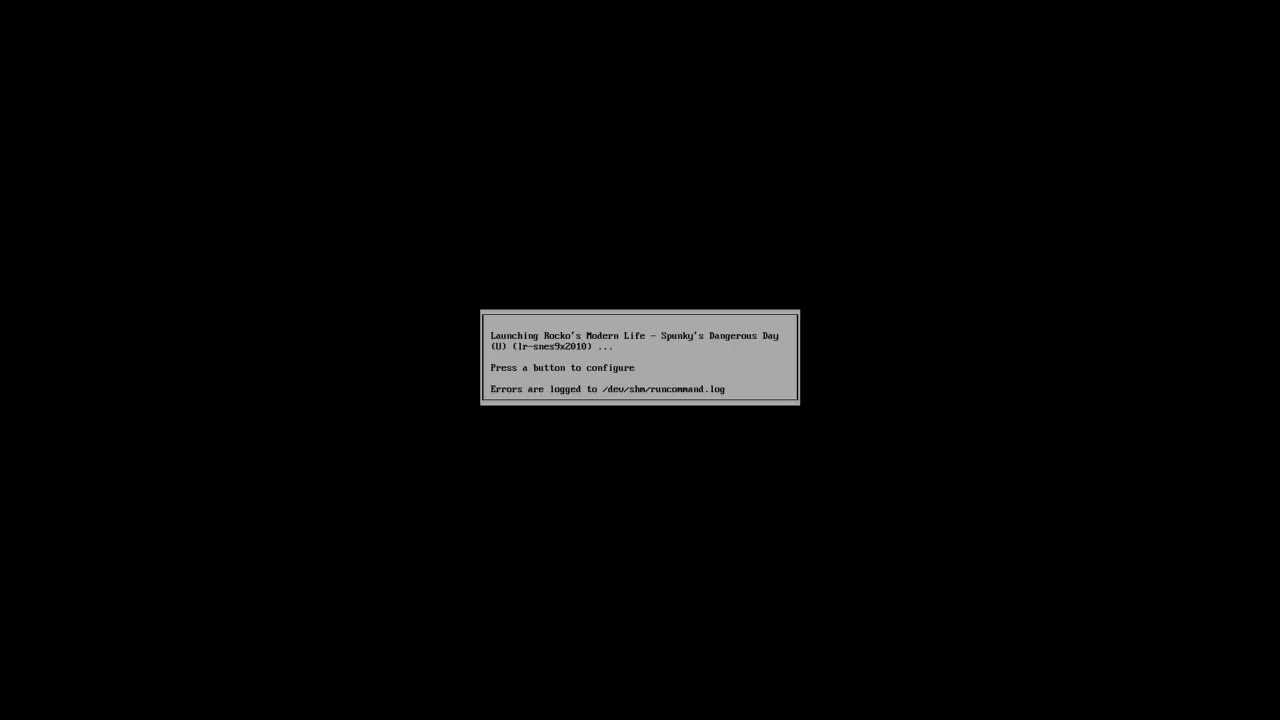 Launching Rocko's Modern Life - Spunky's Dangerous Day
(U) (lr-snes9x2010) ...
Press a button to configure
Errors are logged to /dev/shm/runcommand.log